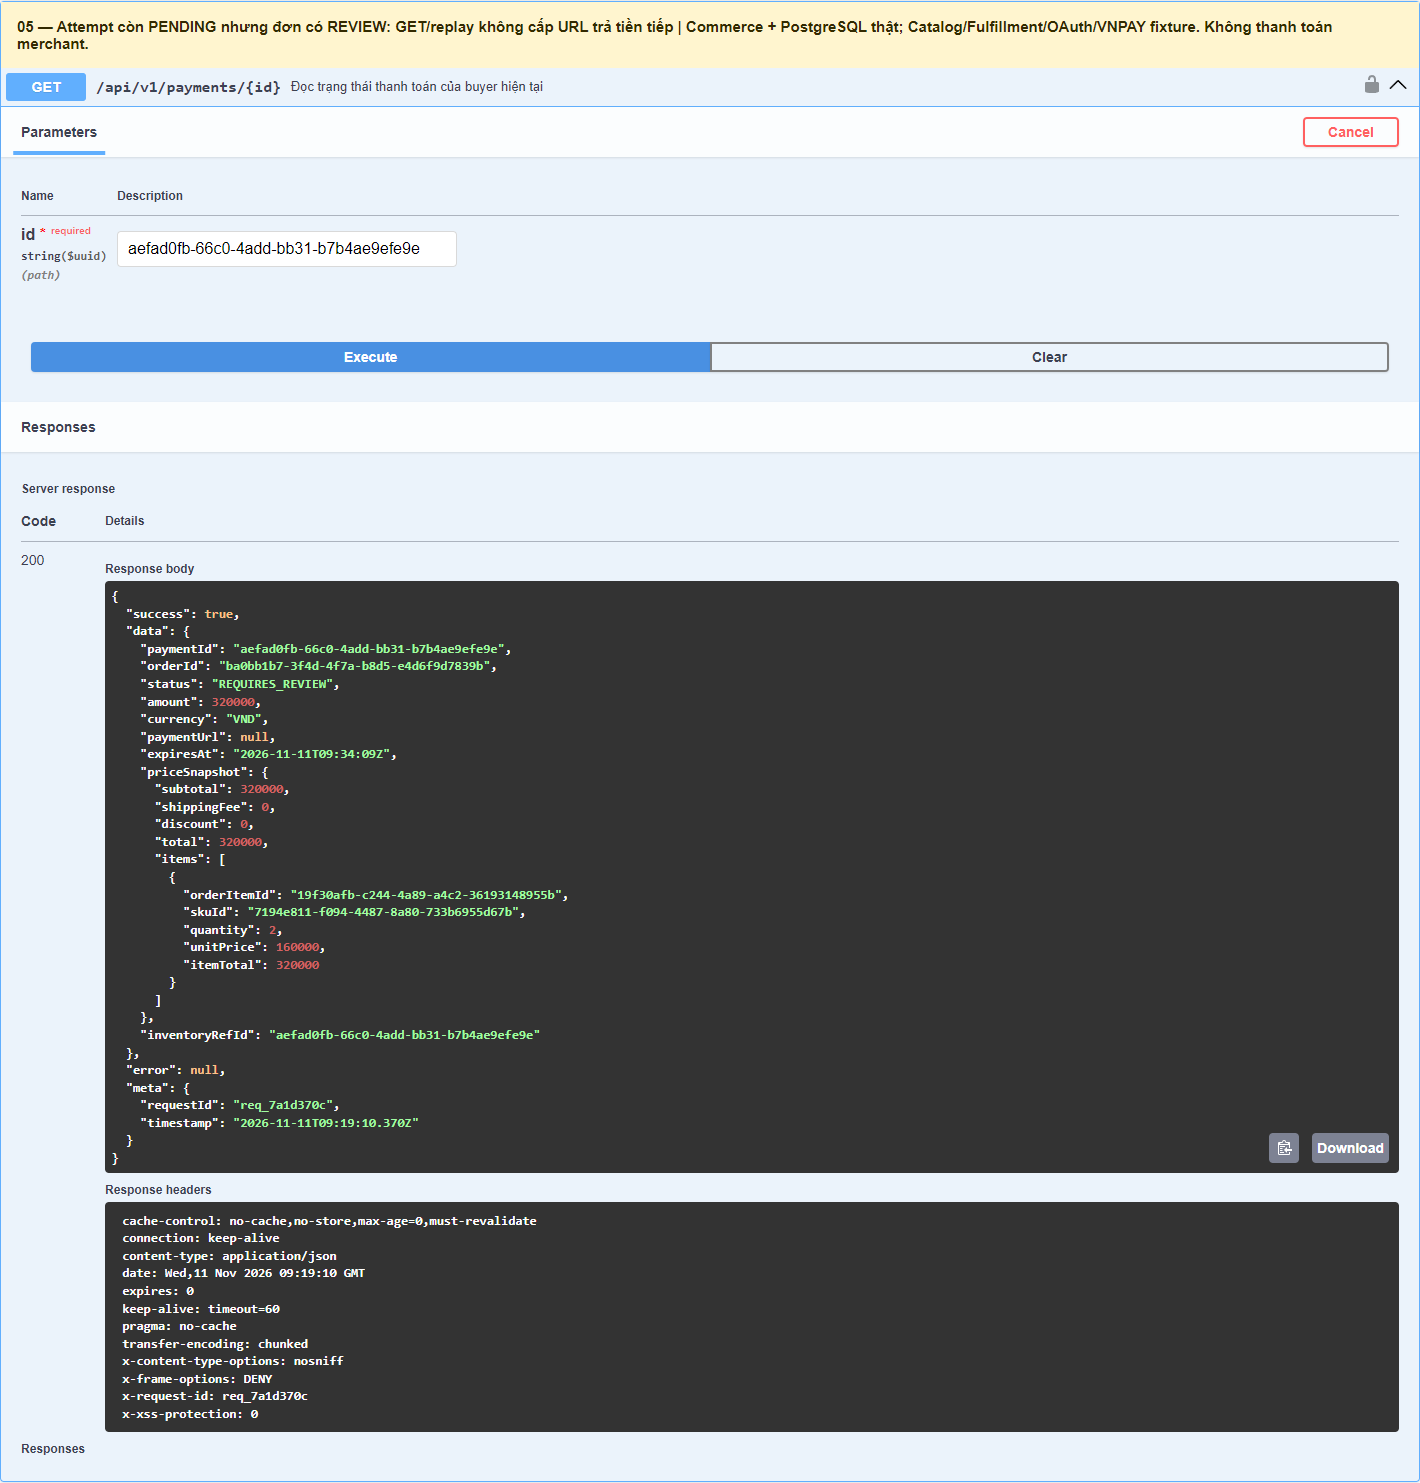 05 — Attempt còn PENDING nhưng đơn có REVIEW: GET/replay không cấp URL trả tiền tiếp | Commerce + PostgreSQL thật; Catalog/Fulfillment/OAuth/VNPAY fixture. Không thanh toán
merchant.
GET /api/v1/payments/{id} Đọc trạng thái thanh toán của buyer hiện tại
Parameters
Cancel
Name Description
id * required
string($uuid)
(path)
aefad0fb-66c0-4add-bb31-b7b4ae9efe9e
Execute Clear
Responses
Server response
Code Details
200
Response body
{
  "success": true,
  "data": {
    "paymentId": "aefad0fb-66c0-4add-bb31-b7b4ae9efe9e",
    "orderId": "ba0bb1b7-3f4d-4f7a-b8d5-e4d6f9d7839b",
    "status": "REQUIRES_REVIEW",
    "amount": 320000,
    "currency": "VND",
    "paymentUrl": null,
    "expiresAt": "2026-11-11T09:34:09Z",
    "priceSnapshot": {
      "subtotal": 320000,
      "shippingFee": 0,
      "discount": 0,
      "total": 320000,
      "items": [
        {
          "orderItemId": "19f30afb-c244-4a89-a4c2-36193148955b",
          "skuId": "7194e811-f094-4487-8a80-733b6955d67b",
          "quantity": 2,
          "unitPrice": 160000,
          "itemTotal": 320000
        }
      ]
    },
    "inventoryRefId": "aefad0fb-66c0-4add-bb31-b7b4ae9efe9e"
  },
  "error": null,
  "meta": {
    "requestId": "req_7a1d370c",
    "timestamp": "2026-11-11T09:19:10.370Z"
  }
}
Download
Response headers
cache-control: no-cache,no-store,max-age=0,must-revalidate
connection: keep-alive
content-type: application/json
date: Wed,11 Nov 2026 09:19:10 GMT
expires: 0
keep-alive: timeout=60
pragma: no-cache
transfer-encoding: chunked
x-content-type-options: nosniff
x-frame-options: DENY
x-request-id: req_7a1d370c
x-xss-protection: 0
Responses